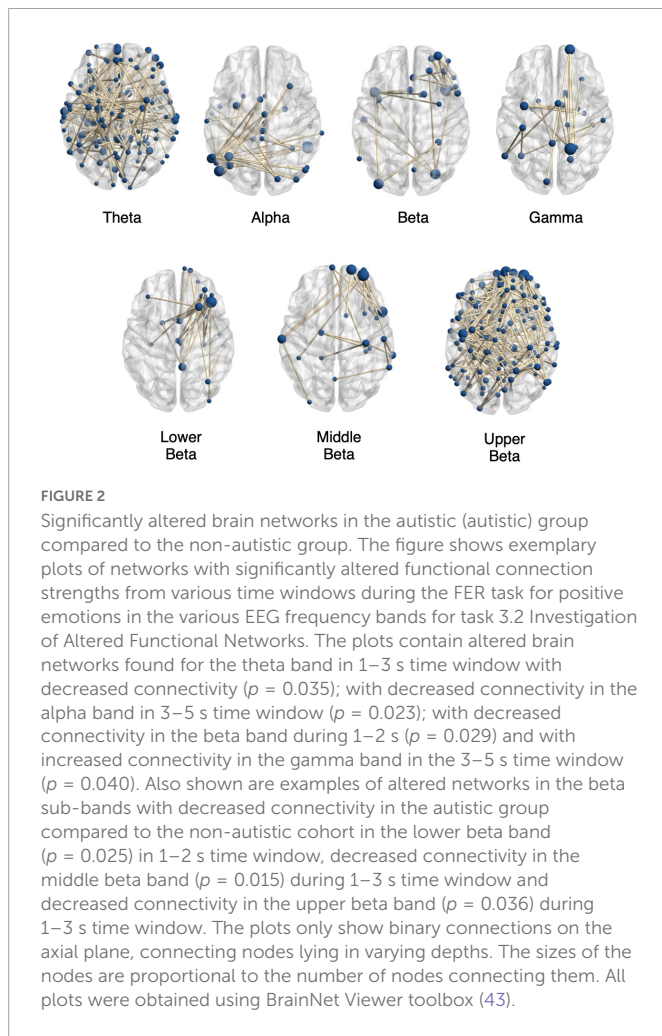 Theta
Alpha
Beta
Gamma
Lower
Beta
Middle
Beta
Upper
Beta
FIGURE 2
Significantly altered brain networks in the autistic (autistic) group
compared to the non-autistic group. The figure shows exemplary
plots of networks with significantly altered functional connection
strengths from various time windows during the FER task for positive
emotions in the various EEG frequency bands for task 3.2 Investigation
of Altered Functional Networks. The plots contain altered brain
networks found for the theta band in 1–3 s time window with
decreased connectivity (p = 0.035); with decreased connectivity in the
alpha band in 3–5 s time window (p = 0.023); with decreased
connectivity in the beta band during 1–2 s (p = 0.029) and with
increased connectivity in the gamma band in the 3–5 s time window
(p = 0.040). Also shown are examples of altered networks in the beta
sub-bands with decreased connectivity in the autistic group
compared to the non-autistic cohort in the lower beta band
(p = 0.025) in 1–2 s time window, decreased connectivity in the
middle beta band (p = 0.015) during 1–3 s time window and
decreased connectivity in the upper beta band (p = 0.036) during
1–3 s time window. The plots only show binary connections on the
axial plane, connecting nodes lying in varying depths. The sizes of the
nodes are proportional to the number of nodes connecting them. All
plots were obtained using BrainNet Viewer toolbox (43).